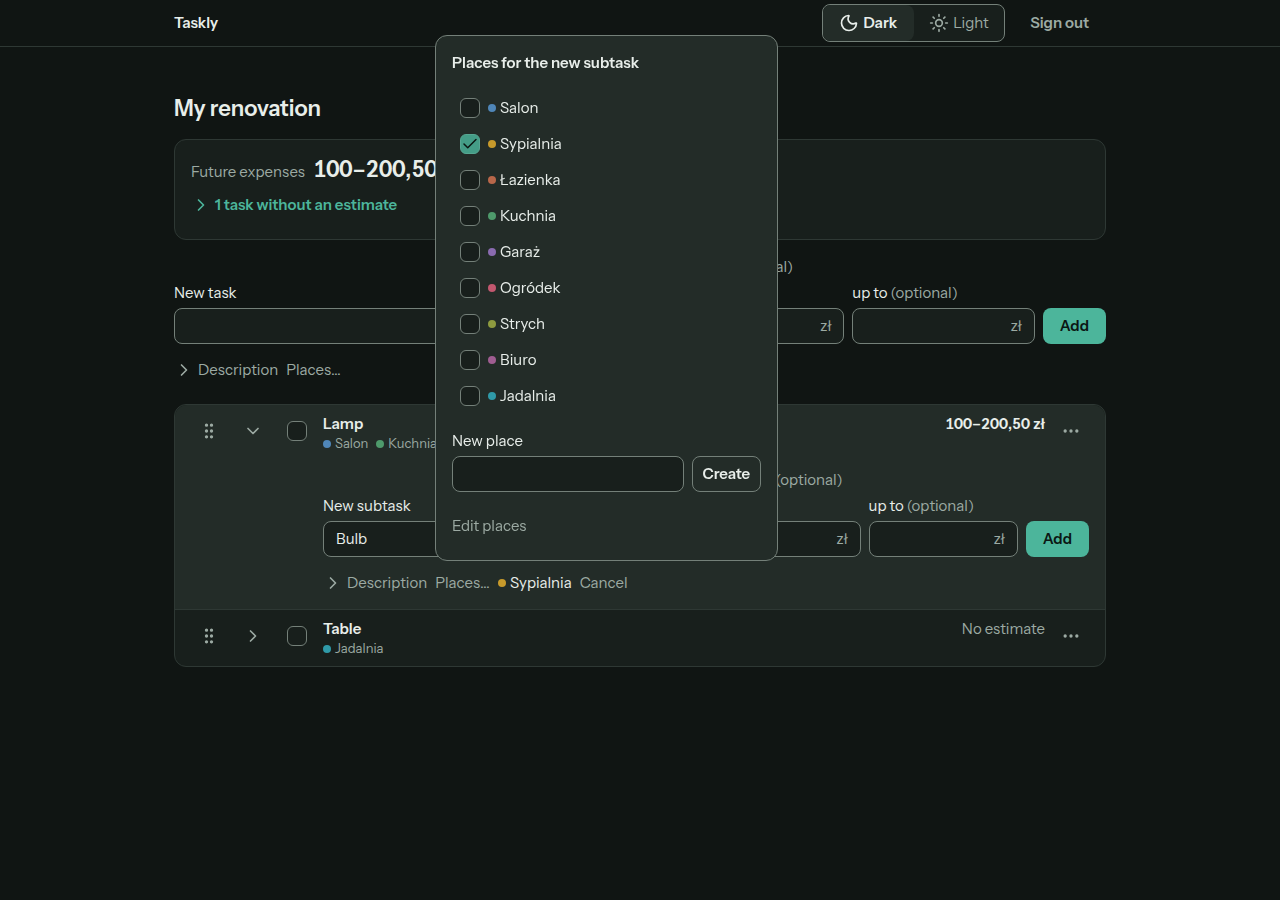 Taskly
Dark
Light
Sign out
Places for the new subtask
My renovation
Salon
Sypialnia
Łazienka
Kuchnia
Garaż
Ogródek
Strych
Biuro
Jadalnia
Future expenses 100–200,50
1 task without an estimate
al)
New task
up to (optional)
zł
zł
Add
Description Places...
New place
Create
Edit places
Lamp
100–200,50 zł
Salon Kuchnia
(optional)
New subtask
up to (optional)
Bulb
zł
zł
Add
Description Places... Sypialnia Cancel
Table
No estimate
Jadalnia